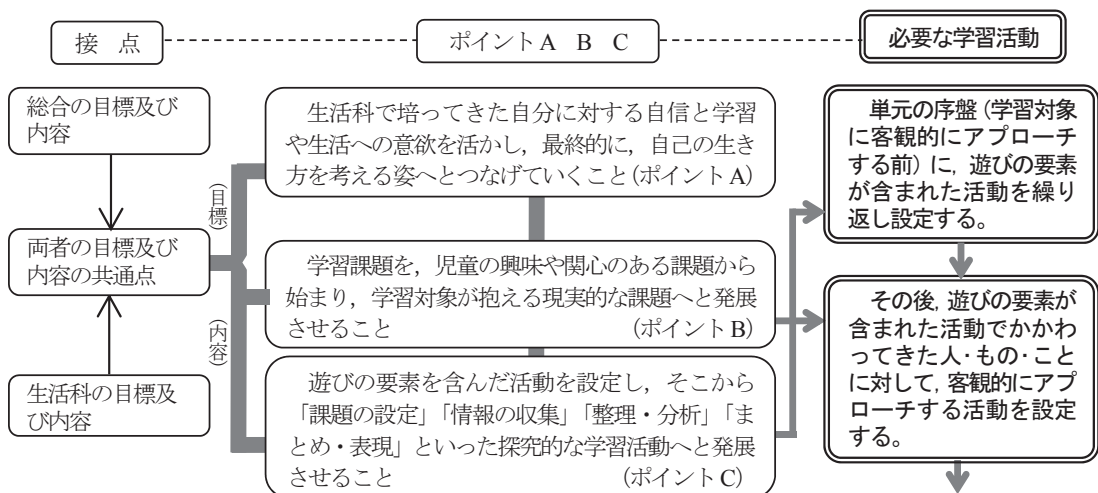 接 点
ポイント A B C
必要な学習活動
総合の目標及び
内容
両者の目標及び
内容の共通点
生活科の目標及
び内容
(目標)
(内容)
生活科で培ってきた自分に対する自信と学習
や生活への意欲を活かし，最終的に，自己の生き
方を考える姿へとつなげていくこと(ポイント A)
学習課題を，児童の興味や関心のある課題から
始まり，学習対象が抱える現実的な課題へと発展
させること (ポイント B)
遊びの要素を含んだ活動を設定し，そこから
「課題の設定」「情報の収集」「整理・分析」「ま
とめ・表現」といった探究的な学習活動へと発展
させること (ポイント C)
単元の序盤（学習対象
に客観的にアプローチ
する前）に，遊びの要素
が含まれた活動を繰り
返し設定する。
その後，遊びの要素が
含まれた活動でかかわ
ってきた人・もの・こと
に対して，客観的にアプ
ローチする活動を設定
する。